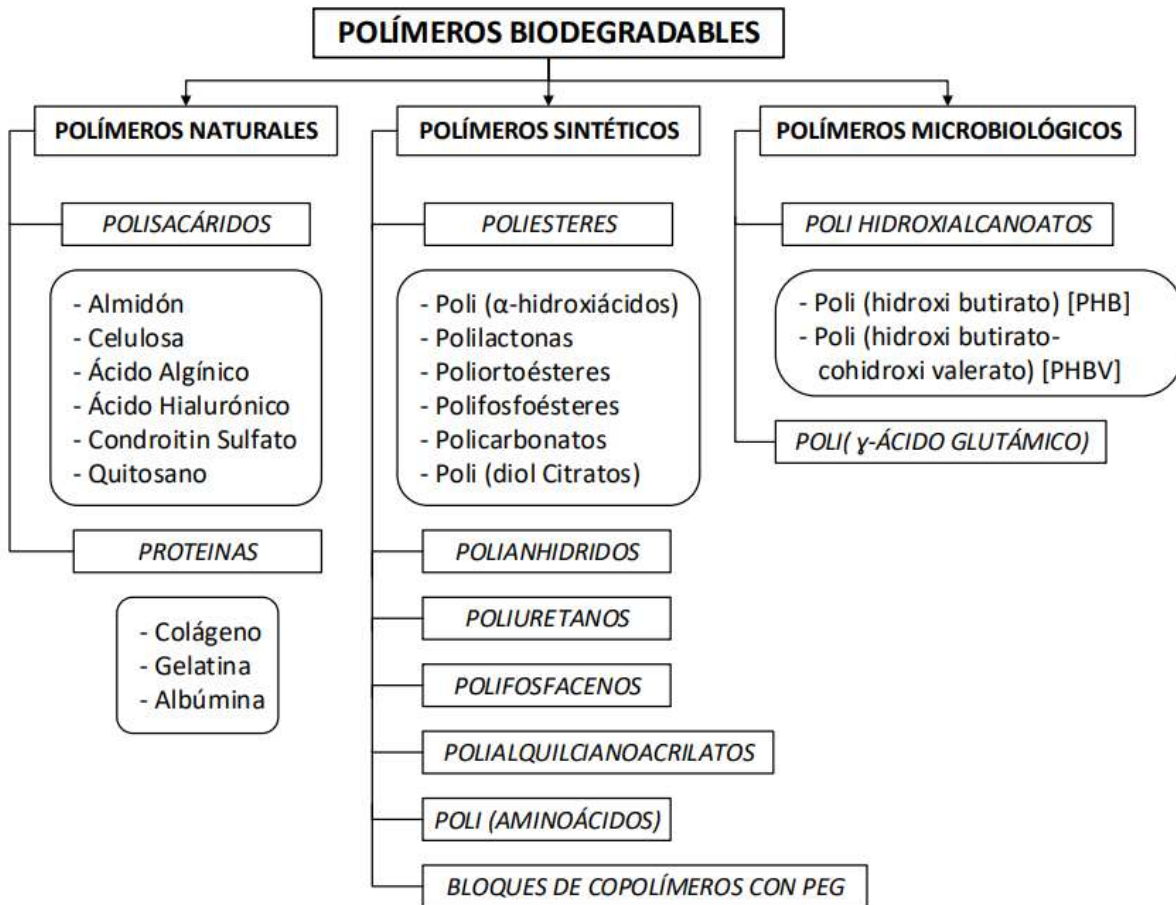 POLÍMEROS BIODEGRADABLES
POLÍMEROS NATURALES
POLISACÁRIDOS
- Almidón
- Celulosa
- Ácido Algínico
- Ácido Hialurónico
- Condroitin Sulfato
- Quitosano
PROTEINAS
- Colágeno
- Gelatina
- Albúmina
POLÍMEROS SINTÉTICOS
POLIESTERES
- Poli (α-hidroxiácidos)
- Polilactonas
- Poliortoésteres
- Polifosfoésteres
- Policarbonatos
- Poli (diol Citratos)
POLIANHIDRIDOS
POLIURETANOS
POLIFOSFACENOS
POLIALQUILCIANOACRILATOS
POLI (AMINOÁCIDOS)
BLOQUES DE COPOLÍMEROS CON PEG
POLÍMEROS MICROBIOLÓGICOS
POLI HIDROXIALCANOATOS
- Poli (hidroxi butirato) [PHB]
- Poli (hidroxi butirato-
cohidroxi valerato) [PHBV]
POLI( ɣ-ÁCIDO GLUTÁMICO)